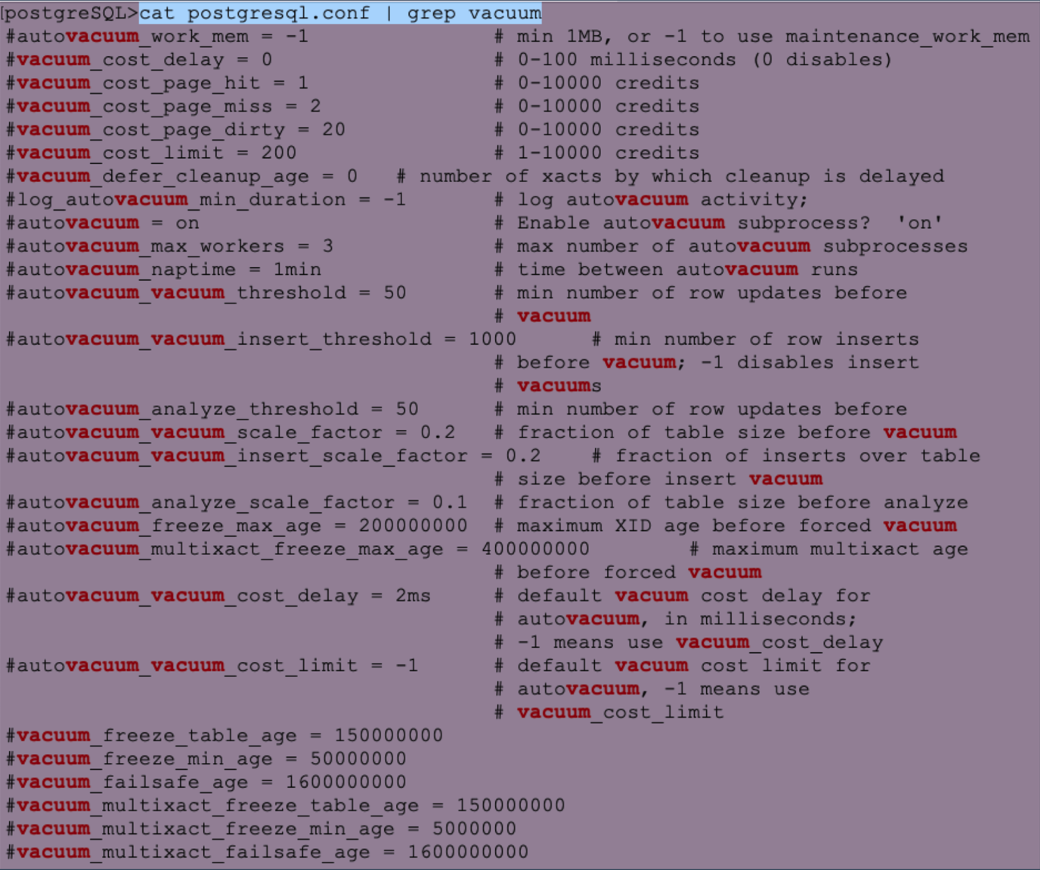 [postgreSQL>cat postgresql.conf | grep vacuum
#autovacuum_work_mem = -1 # min 1MB, or -1 to use maintenance_work_mem
#vacuum_cost_delay = 0 # 0-100 milliseconds (0 disables)
#vacuum_cost_page_hit = 1 # 0-10000 credits
#vacuum_cost_page_miss = 2 # 0-10000 credits
#vacuum_cost_page_dirty = 20 # 0-10000 credits
#vacuum_cost_limit = 200 # 1-10000 credits
#vacuum_defer_cleanup_age = 0 # number of xacts by which cleanup is delayed
#log_autovacuum_min_duration = -1 # log autovacuum activity;
#autovacuum = on # Enable autovacuum subprocess? 'on'
#autovacuum_max_workers = 3 # max number of autovacuum subprocesses
#autovacuum_naptime = 1min # time between autovacuum runs
#autovacuum_vacuum_threshold = 50 # min number of row updates before
# vacuum
#autovacuum_vacuum_insert_threshold = 1000 # min number of row inserts
# before vacuum; -1 disables insert
# vacuums
#autovacuum_analyze_threshold = 50 # min number of row updates before
#autovacuum_vacuum_scale_factor = 0.2 # fraction of table size before vacuum
#autovacuum_vacuum_insert_scale_factor = 0.2 # fraction of inserts over table
# size before insert vacuum
#autovacuum_analyze_scale_factor = 0.1 # fraction of table size before analyze
#autovacuum_freeze_max_age = 200000000 # maximum XID age before forced vacuum
#autovacuum_multixact_freeze_max_age = 400000000 # maximum multixact age
# before forced vacuum
#autovacuum_vacuum_cost_delay = 2ms # default vacuum cost delay for
# autovacuum, in milliseconds;
# -1 means use vacuum_cost_delay
#autovacuum_vacuum_cost_limit = -1 # default vacuum cost limit for
# autovacuum, -1 means use
# vacuum_cost_limit
#vacuum_freeze_table_age = 150000000
#vacuum_freeze_min_age = 50000000
#vacuum_failsafe_age = 1600000000
#vacuum_multixact_freeze_table_age = 150000000
#vacuum_multixact_freeze_min_age = 5000000
#vacuum_multixact_failsafe_age = 1600000000